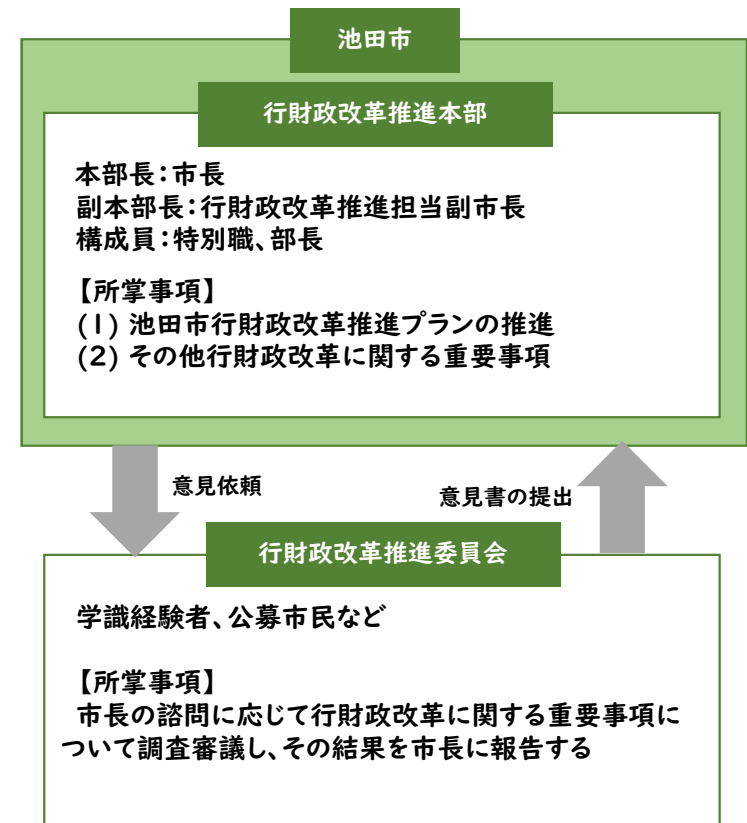 池田市
行財政改革推進本部
本部長：市長
副本部長：行財政改革推進担当副市長
構成員：特別職、部長
【所掌事項】
(1) 池田市行財政改革推進プランの推進
(2) その他行財政改革に関する重要事項
意見依頼
意見書の提出
行財政改革推進委員会
学識経験者、公募市民など
【所掌事項】
市長の諮問に応じて行財政改革に関する重要事項に
ついて調査審議し、その結果を市長に報告する